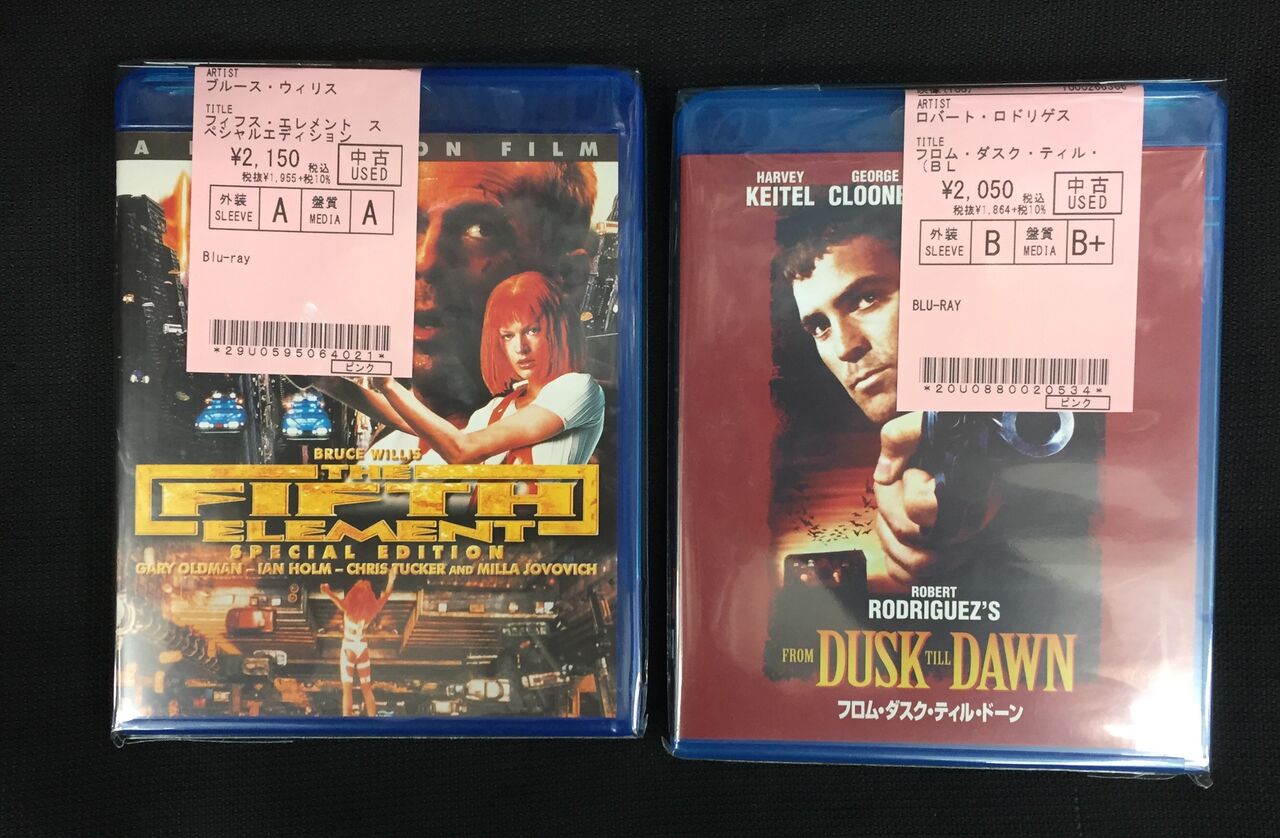 ARTIST
ブルース・ウィリス
TITLE
フィフス・エレメント ス
ペシャルエディション
¥2,150 税込
税抜¥1,955+税10%
中古
USED
外装
SLEEVE
A
盤質
MEDIA
A
Blu-ray
*29U0595064021*
ピンク
A
ON FILM
BRUCE WILLIS
THE
FIFTH
ELEMENT
SPECIAL EDITION
GARY OLDMAN – IAN HOLM – CHRIS TUCKER AND MILLA JOVOVICH
ARTIST
ロバート・ロドリゲス
TITLE
フロム・ダスク・ティル・
(BL
¥2,050 税込
税抜¥1,864+税10%
中古
USED
外装
SLEEVE
B
盤質
MEDIA
B+
BLU-RAY
*20U0880020534*
ピンク
HARVEY
KEITEL
GEORGE
CLOONE
ROBERT
RODRIGUEZ'S
FROM DUSK TILL DAWN
フロム・ダスク・ティル・ドーン